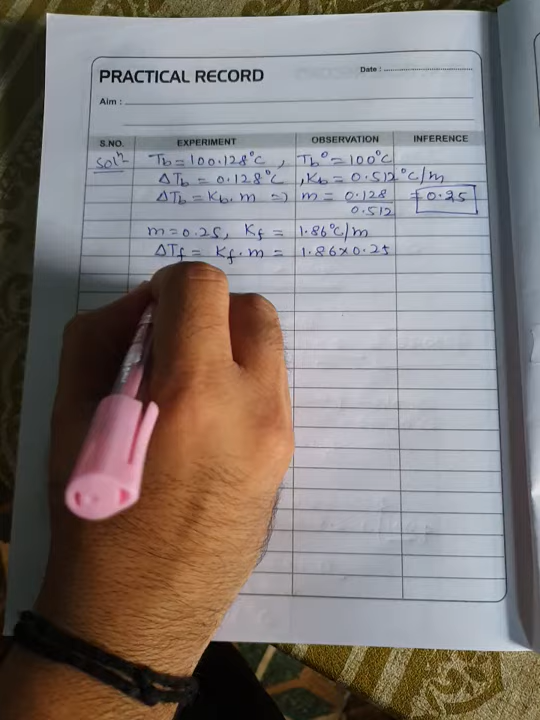 PRACTICAL RECORD
Date :
Aim :
S.NO. EXPERIMENT OBSERVATION INFERENCE
Solⁿ Tb = 100.128°C , Tb° = 100°C
ΔTb = 0.128°C , Kb = 0.512°C/m
ΔTb = Kb. m => m = 0.128 = 0.25
0.512
m = 0.25, Kf = 1.86°C/m
ΔTf = Kf. m = 1.86 x 0.25